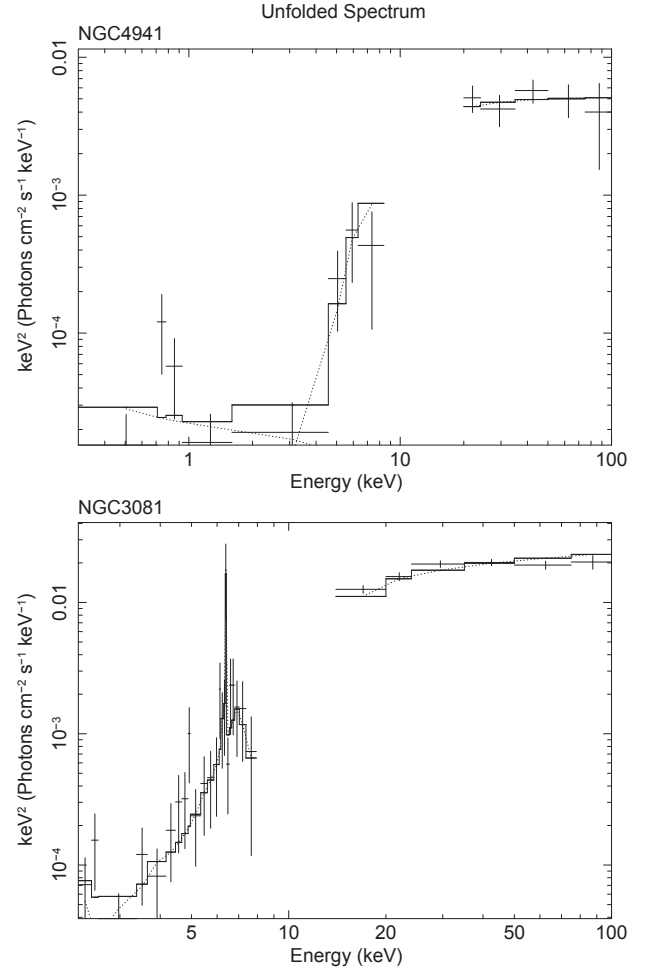 Unfolded Spectrum
NGC4941
0.01
10⁻³
10⁻⁴
keV² (Photons cm⁻² s⁻¹ keV⁻¹)
1 10 100
Energy (keV)
NGC3081
0.01
10⁻³
10⁻⁴
keV² (Photons cm⁻² s⁻¹ keV⁻¹)
5 10 20 50 100
Energy (keV)